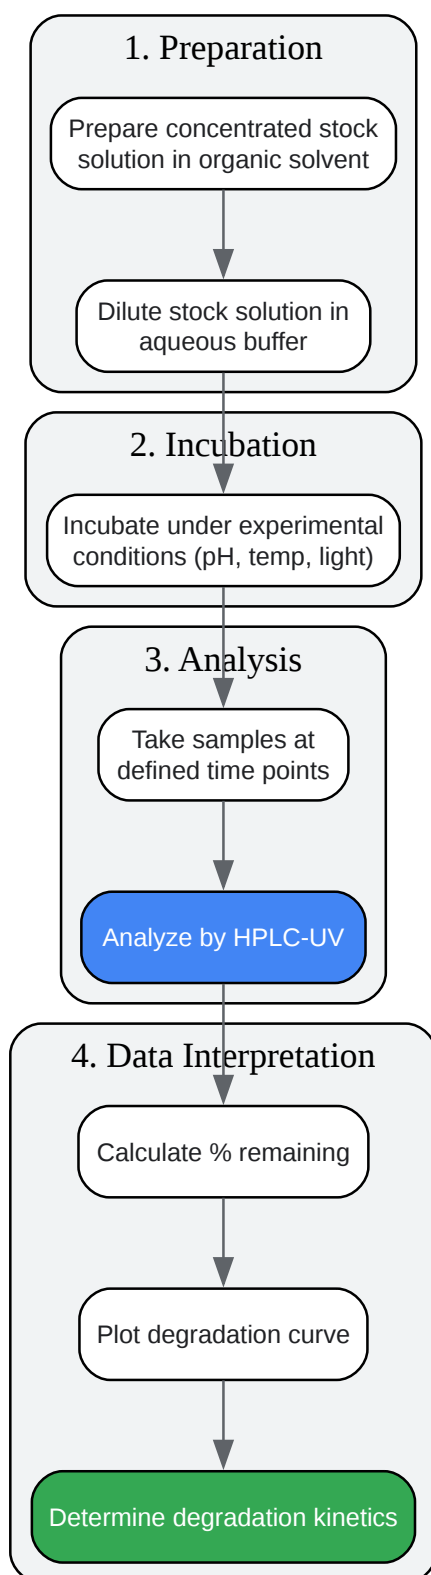 1. Preparation
Prepare concentrated stock
solution in organic solvent
Dilute stock solution in
aqueous buffer
2. Incubation
Incubate under experimental
conditions (pH, temp, light)
3. Analysis
Take samples at
defined time points
Analyze by HPLC-UV
4. Data Interpretation
Calculate % remaining
Plot degradation curve
Determine degradation kinetics